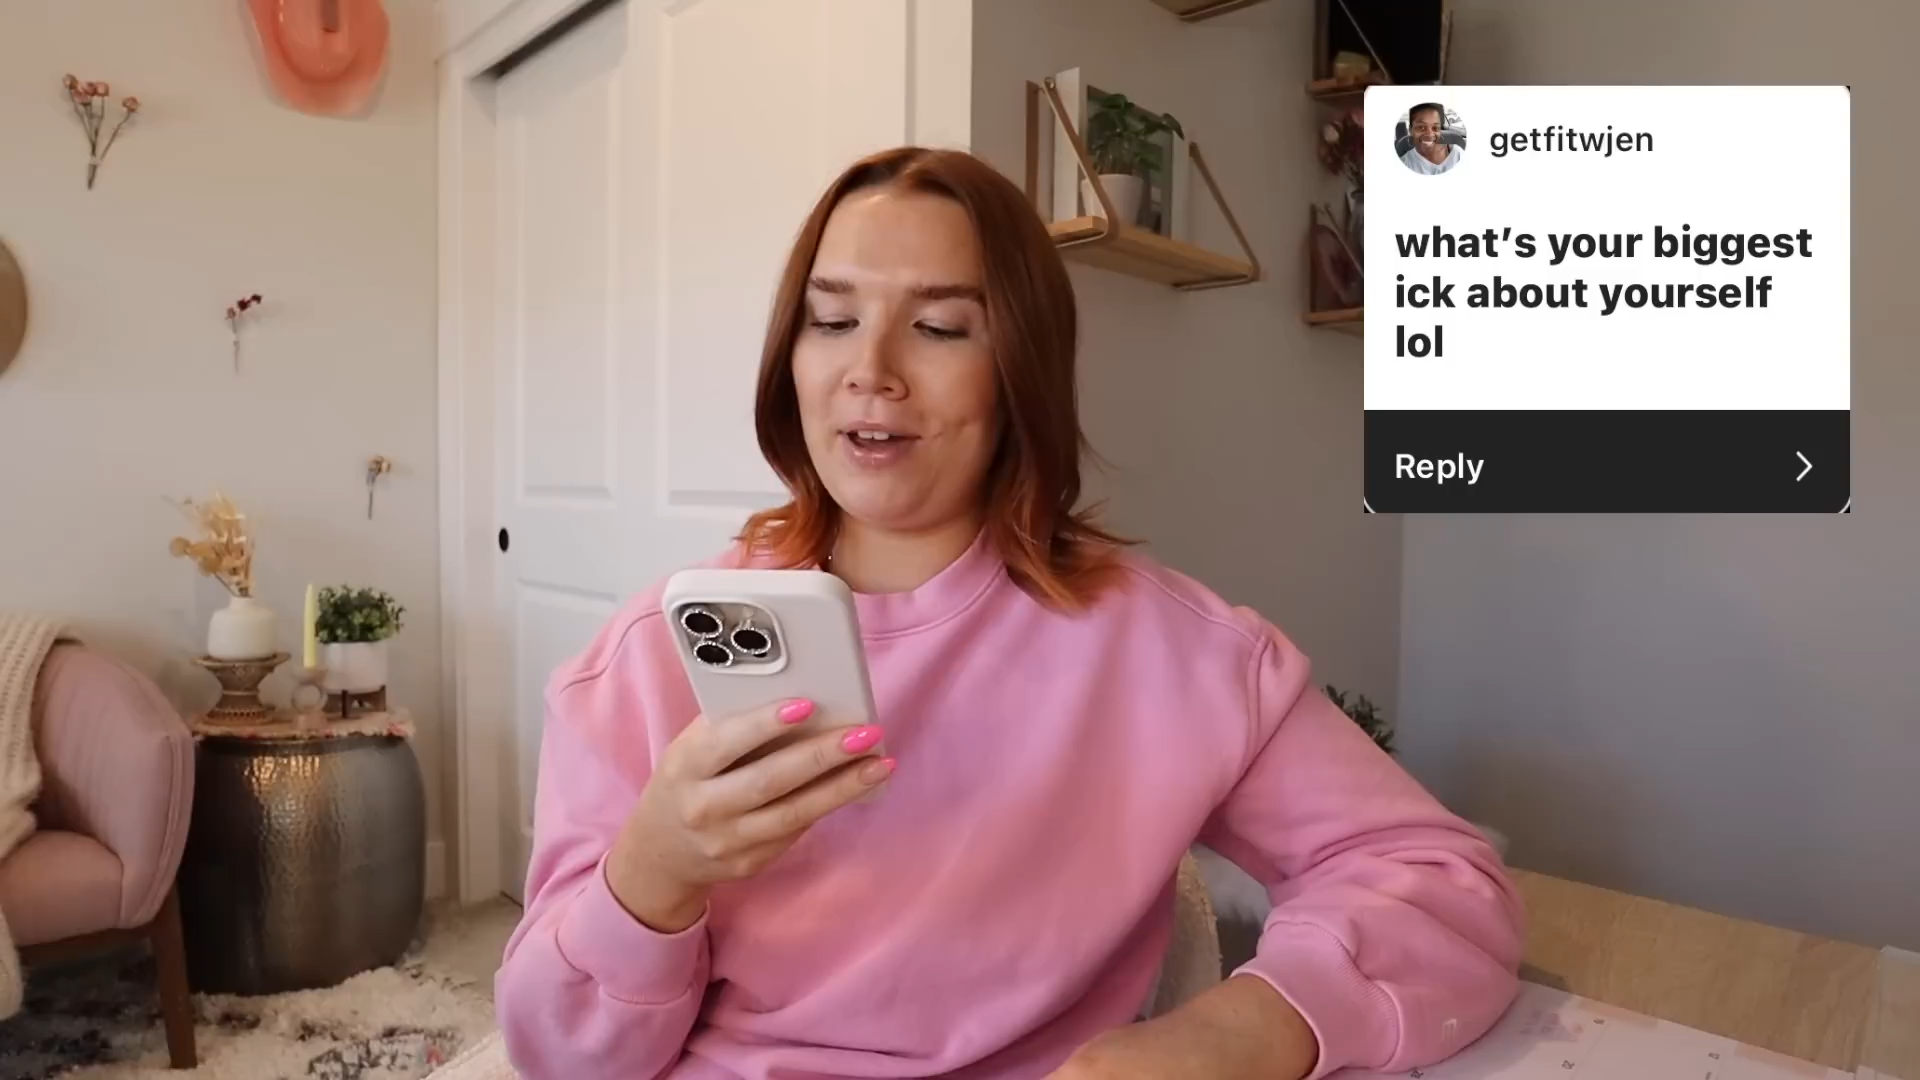 getfitwjen
what's your biggest
ick about yourself
lol
Reply